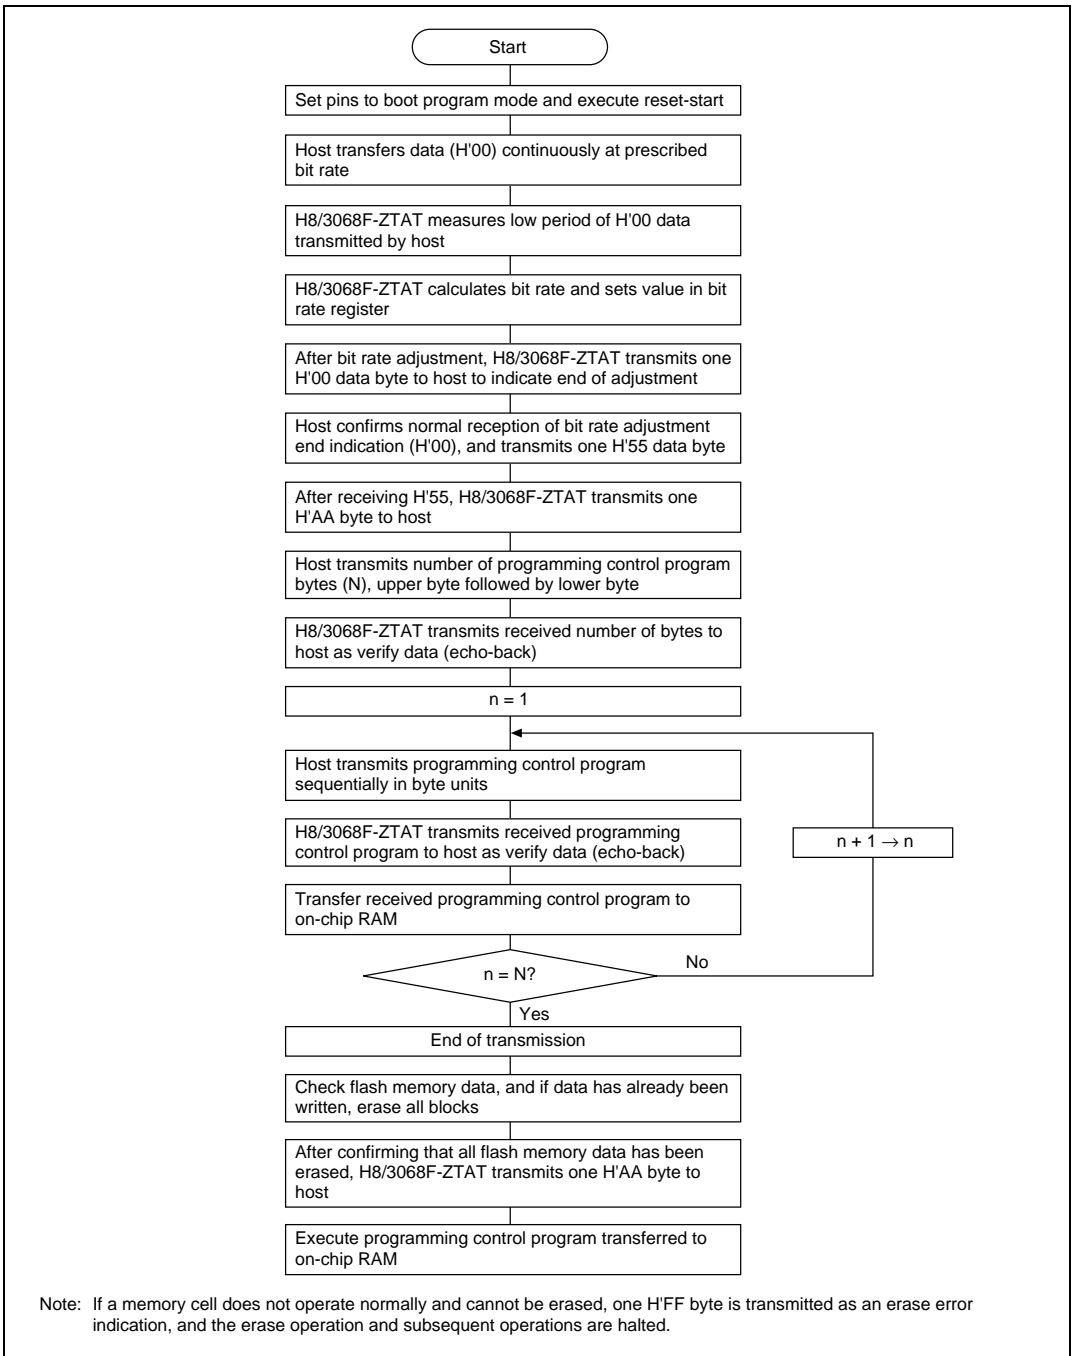 Start
Set pins to boot program mode and execute reset-start
Host transfers data (H'00) continuously at prescribed
bit rate
H8/3068F-ZTAT measures low period of H'00 data
transmitted by host
H8/3068F-ZTAT calculates bit rate and sets value in bit
rate register
After bit rate adjustment, H8/3068F-ZTAT transmits one
H'00 data byte to host to indicate end of adjustment
Host confirms normal reception of bit rate adjustment
end indication (H'00), and transmits one H'55 data byte
After receiving H'55, H8/3068F-ZTAT transmits one
H'AA byte to host
Host transmits number of programming control program
bytes (N), upper byte followed by lower byte
H8/3068F-ZTAT transmits received number of bytes to
host as verify data (echo-back)
n = 1
Host transmits programming control program
sequentially in byte units
H8/3068F-ZTAT transmits received programming
control program to host as verify data (echo-back)
n + 1 → n
Transfer received programming control program to
on-chip RAM
n = N?
No
Yes
End of transmission
Check flash memory data, and if data has already been
written, erase all blocks
After confirming that all flash memory data has been
erased, H8/3068F-ZTAT transmits one H'AA byte to
host
Execute programming control program transferred to
on-chip RAM
Note: If a memory cell does not operate normally and cannot be erased, one H'FF byte is transmitted as an erase error
indication, and the erase operation and subsequent operations are halted.